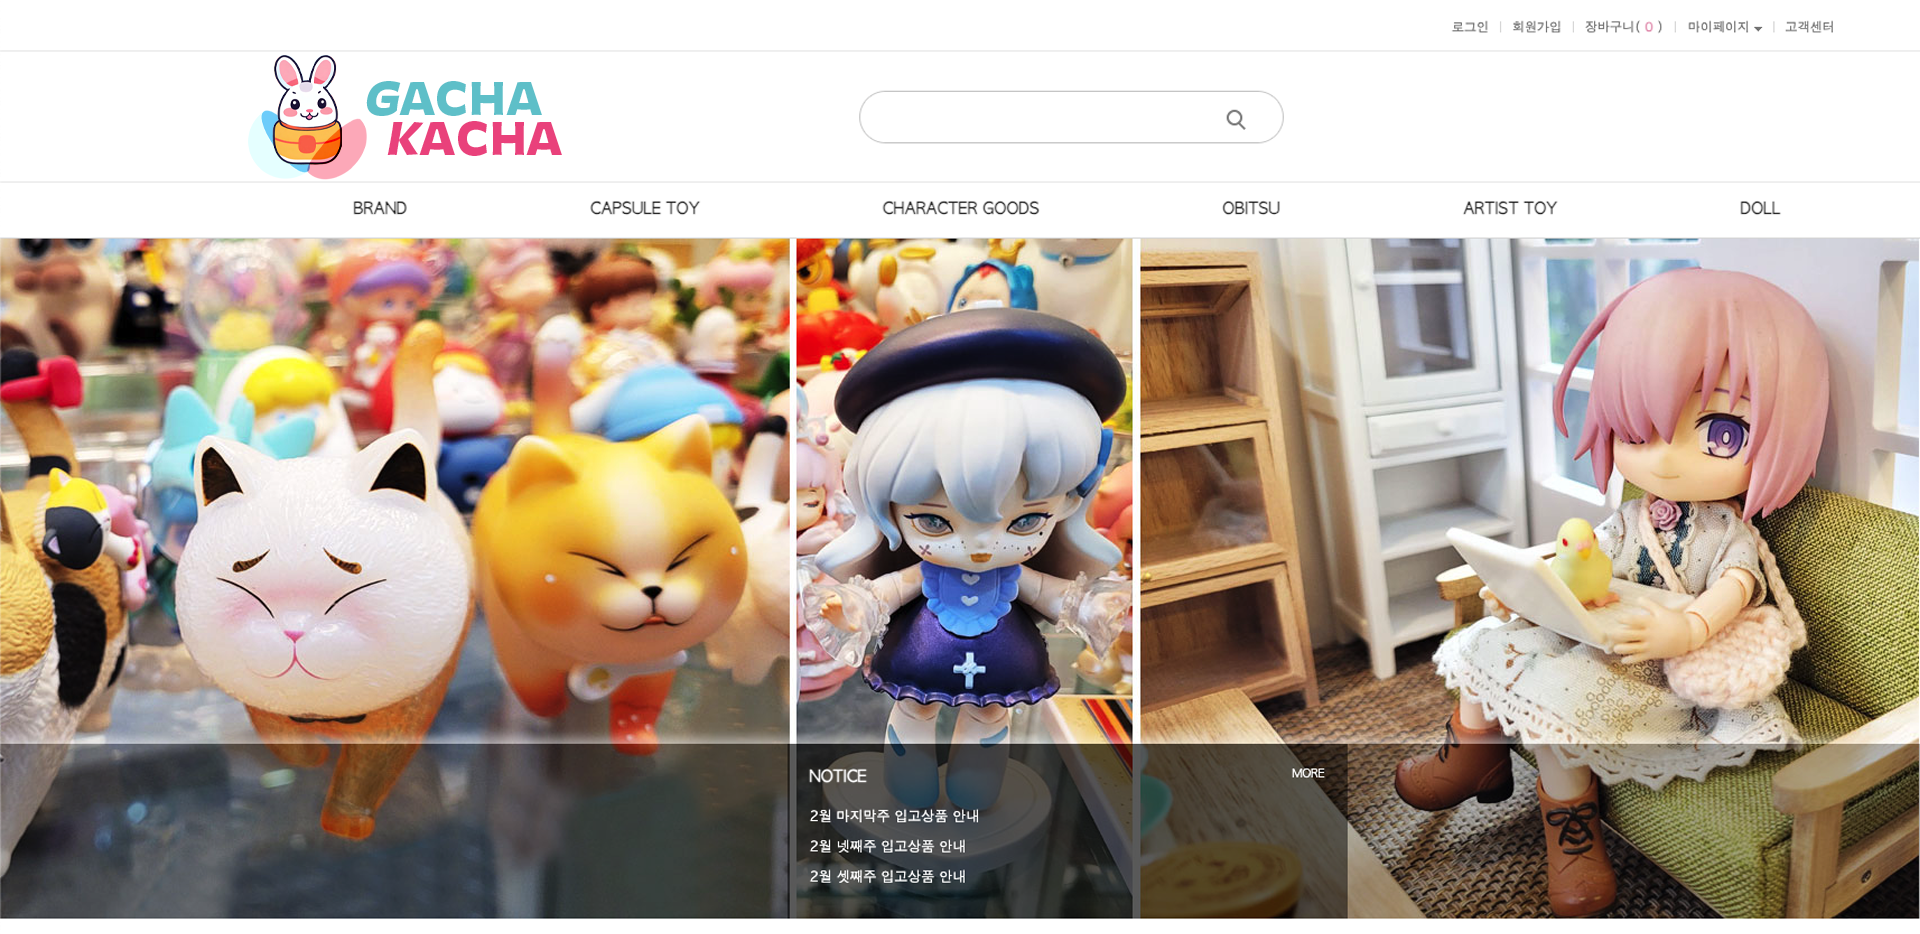 로그인 | 회원가입 | 장바구니( 0 ) | 마이페이지 | 고객센터
GACHA
KACHA
BRAND CAPSULE TOY CHARACTER GOODS OBITSU ARTIST TOY DOLL
NOTICE MORE
2월 마지막주 입고상품 안내
2월 넷째주 입고상품 안내
2월 셋째주 입고상품 안내